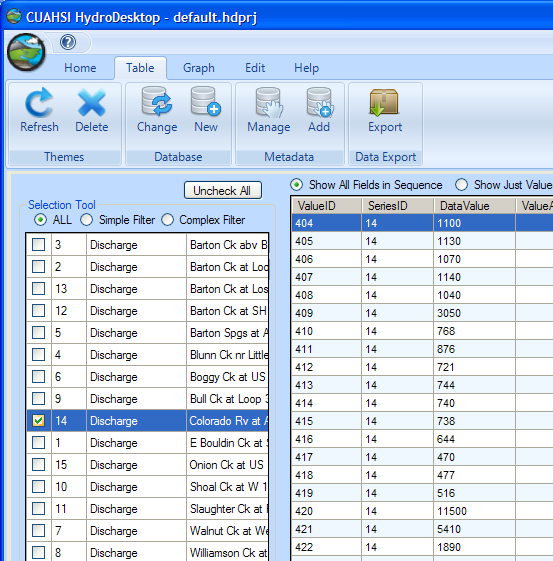 CUAHSI HydroDesktop - default.hdprj
Home Table Graph Edit Help
Refresh Delete Change New Manage Add Export
Themes Database Metadata Data Export
Uncheck All
Show All Fields in Sequence Show Just Value
Selection Tool
ALL Simple Filter Complex Filter
ValueID SeriesID DataValue ValueA
3 Discharge Barton Ck abv B
2 Discharge Barton Ck at Loo
13 Discharge Barton Ck at Los
12 Discharge Barton Ck at SH
5 Discharge Barton Spgs at A
4 Discharge Blunn Ck nr Little
6 Discharge Boggy Ck at US
9 Discharge Bull Ck at Loop 3
14 Discharge Colorado Rv at A
1 Discharge E Bouldin Ck at S
15 Discharge Onion Ck at US
10 Discharge Shoal Ck at W 1
11 Discharge Slaughter Ck at F
7 Discharge Walnut Ck at We
8 Discharge Williamson Ck at
404 14 1100
405 14 1130
406 14 1070
407 14 1140
408 14 1040
409 14 3050
410 14 768
411 14 876
412 14 721
413 14 744
414 14 740
415 14 738
416 14 644
417 14 470
418 14 477
419 14 516
420 14 11500
421 14 5410
422 14 1890